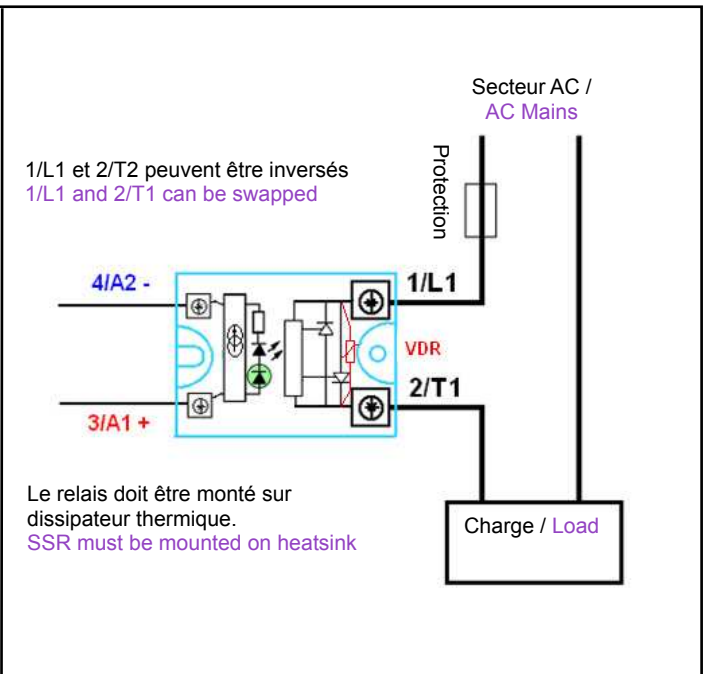 Secteur AC /
AC Mains
1/L1 et 2/T2 peuvent être inversés
1/L1 and 2/T1 can be swapped
Protection
4/A2 -
1/L1
VDR
2/T1
3/A1 +
Le relais doit être monté sur
dissipateur thermique.
SSR must be mounted on heatsink
Charge / Load